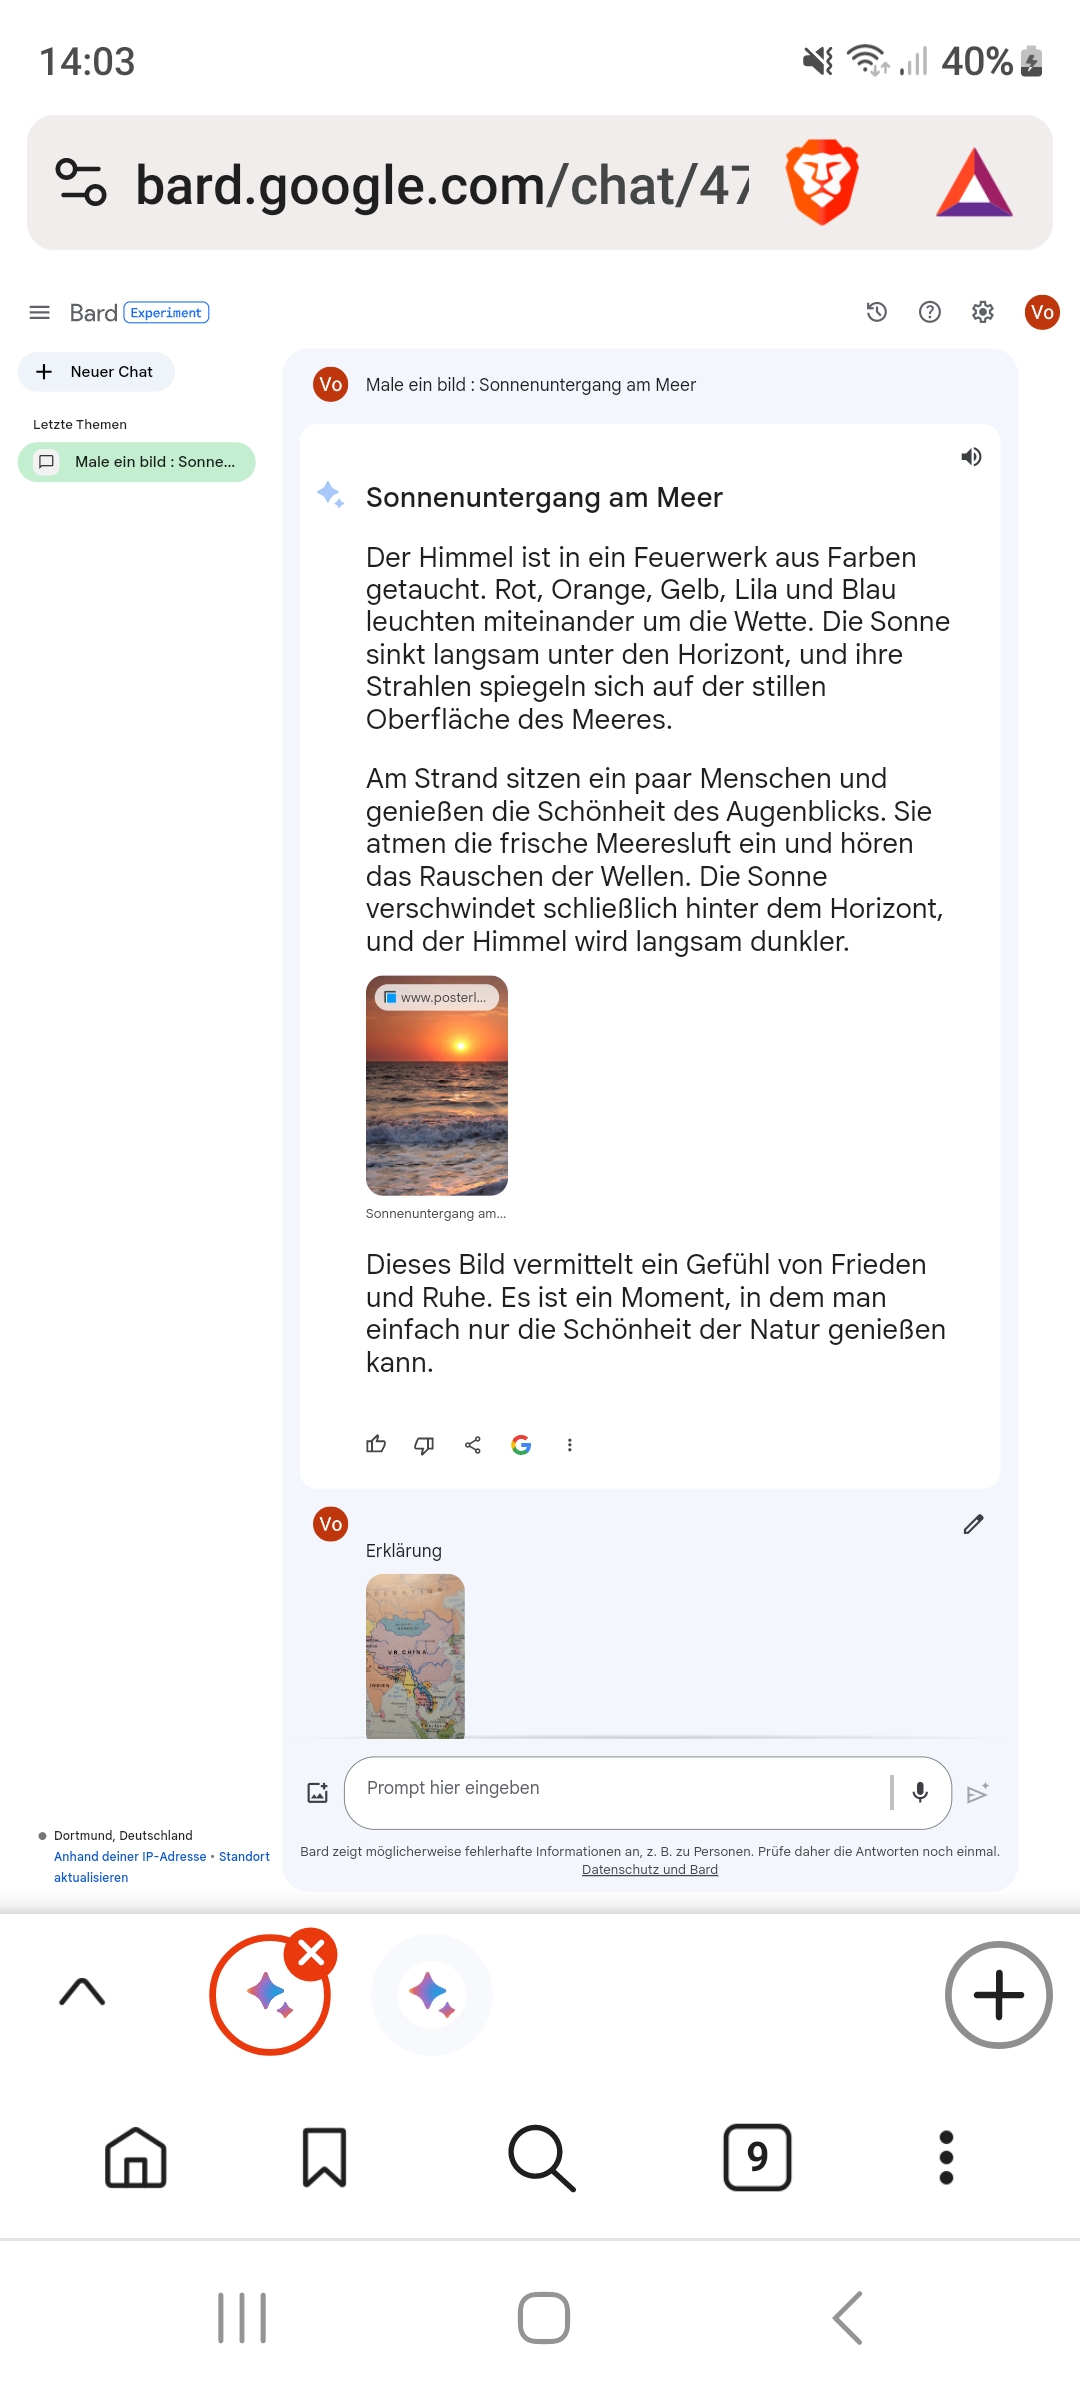 14:03
40%
bard.google.com/chat/47
Bard Experiment
Vo
Neuer Chat
Letzte Themen
Male ein bild : Sonne...
Vo Male ein bild : Sonnenuntergang am Meer
Sonnenuntergang am Meer
Der Himmel ist in ein Feuerwerk aus Farben
getaucht. Rot, Orange, Gelb, Lila und Blau
leuchten miteinander um die Wette. Die Sonne
sinkt langsam unter den Horizont, und ihre
Strahlen spiegeln sich auf der stillen
Oberfläche des Meeres.
Am Strand sitzen ein paar Menschen und
genießen die Schönheit des Augenblicks. Sie
atmen die frische Meeresluft ein und hören
das Rauschen der Wellen. Die Sonne
verschwindet schließlich hinter dem Horizont,
und der Himmel wird langsam dunkler.
www.posterl...
Sonnenuntergang am...
Dieses Bild vermittelt ein Gefühl von Frieden
und Ruhe. Es ist ein Moment, in dem man
einfach nur die Schönheit der Natur genießen
kann.
Vo
Erklärung
VR CHINA
INDIEN
Prompt hier eingeben
Dortmund, Deutschland
Anhand deiner IP-Adresse • Standort
aktualisieren
Bard zeigt möglicherweise fehlerhafte Informationen an, z. B. zu Personen. Prüfe daher die Antworten noch einmal.
Datenschutz und Bard
9